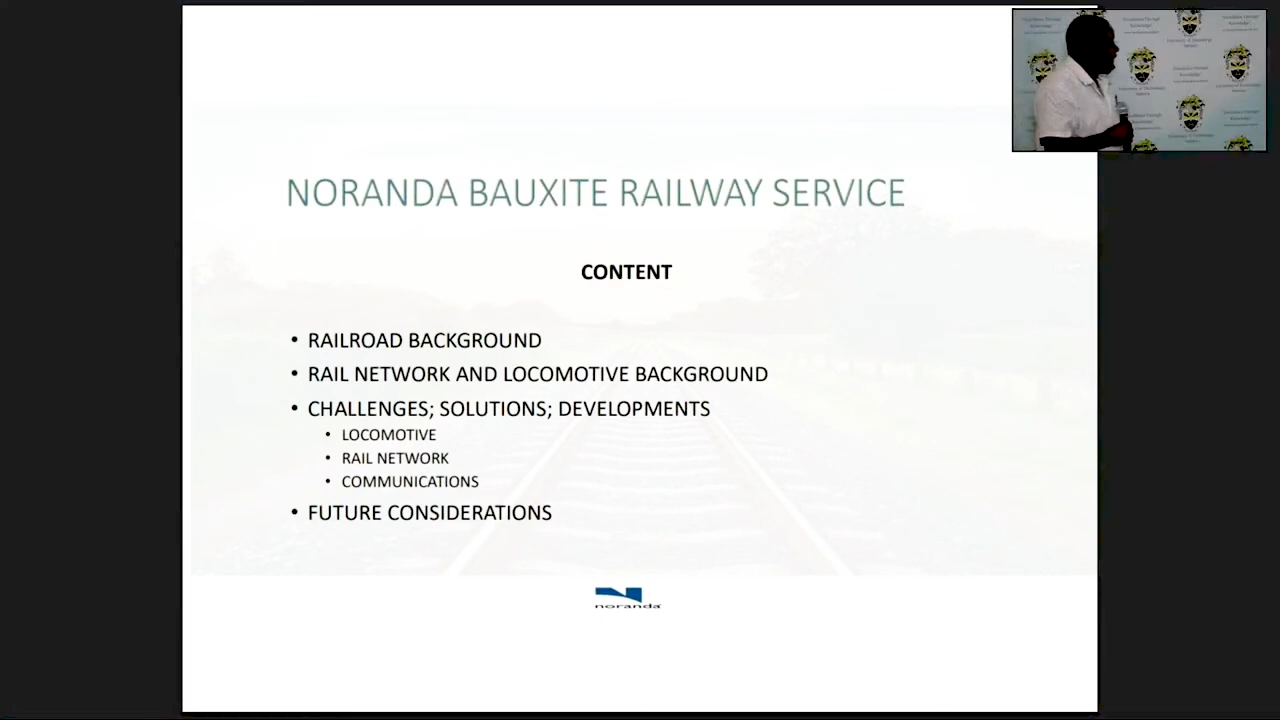 NORANDA BAUXITE RAILWAY SERVICE
CONTENT
• RAILROAD BACKGROUND
• RAIL NETWORK AND LOCOMOTIVE BACKGROUND
• CHALLENGES; SOLUTIONS; DEVELOPMENTS
• LOCOMOTIVE
• RAIL NETWORK
• COMMUNICATIONS
• FUTURE CONSIDERATIONS
noranda